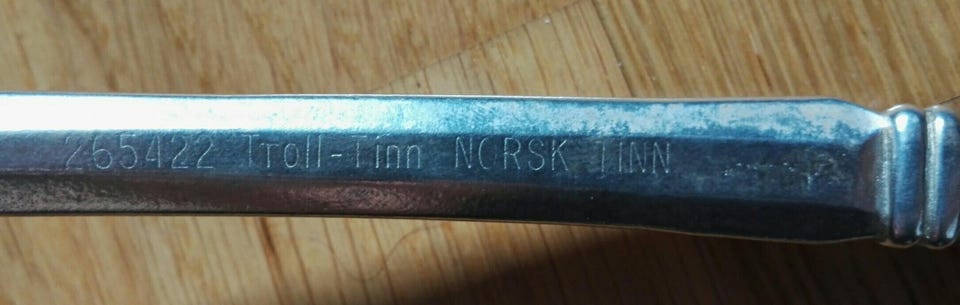 265422 Troll-Tinn NORSK TINN